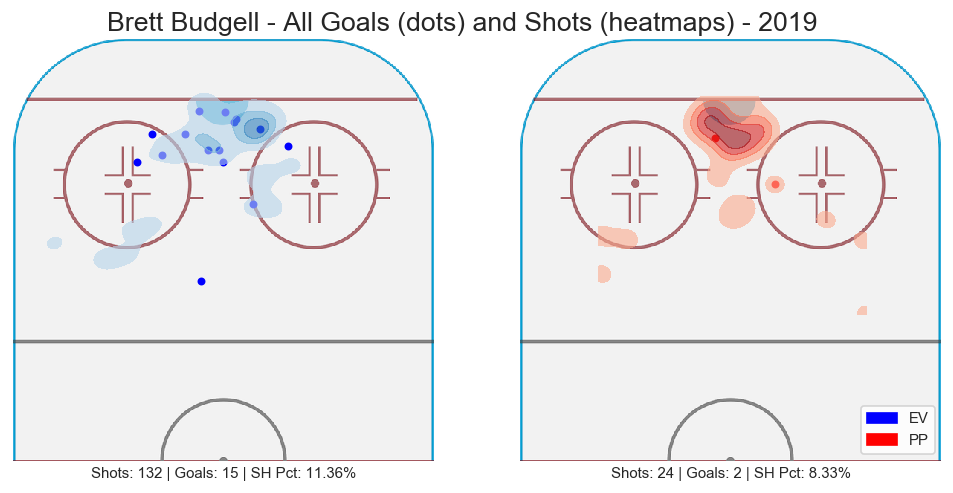 Brett Budgell - All Goals (dots) and Shots (heatmaps) - 2019
EV
PP
Shots: 132 | Goals: 15 | SH Pct: 11.36%
Shots: 24 | Goals: 2 | SH Pct: 8.33%